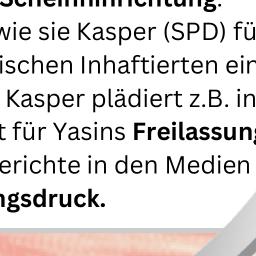 Scheinhinrichtung.
wie sie Kasper (SPD) fü
ischen Inhaftierten ein
Kasper plädiert z.B. in
t für Yasins Freilassung
erichte in den Medien
ngsdruck.